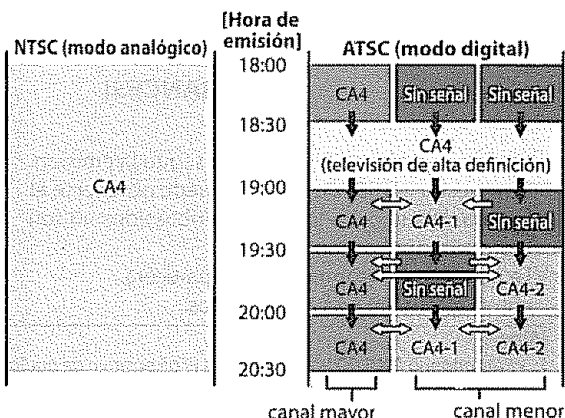 [Hora de
emisión]
NTSC (modo analógico)
ATSC (modo digital)
18:00
CA4 Sin señal Sin señal
18:30
CA4
(televisión de alta definición)
CA4
19:00
CA4 CA4-1 Sin señal
19:30
CA4 Sin señal CA4-2
20:00
CA4 CA4-1 CA4-2
20:30
canal mayor canal menor